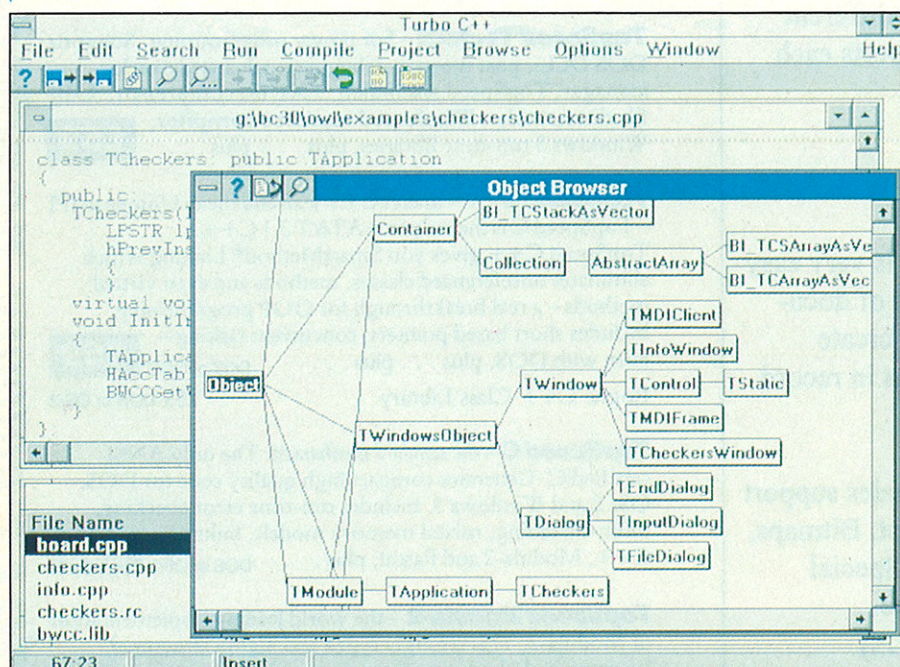 Turbo C++
File Edit Search Run Compile Project Browse Options Window Help
?
g:\bc30\owl\examples\checkers\checkers.cpp
class TCheckers: public TApplication
{
public:
TCheckers(
LPSTR lp
hPrevIns
{
virtual voi
void InitIs
{
TApplica
HAccTab
BWCCGet
}
};
? Object Browser
Object
Container
BI_TCStackAsVector
Collection
AbstractArray
BI_TCSArrayAsVe
BI_TCArrayAsVec
TWindowsObject
TWindow
TMDIClient
TInfoWindow
TControl
TStatic
TMDIFrame
TCheckersWindow
TDialog
TEndDialog
TInputDialog
TFileDialog
TModule
TApplication
TCheckers
File Name
board.cpp
checkers.cpp
info.cpp
checkers.rc
bwcc.lib
67:23 Insert